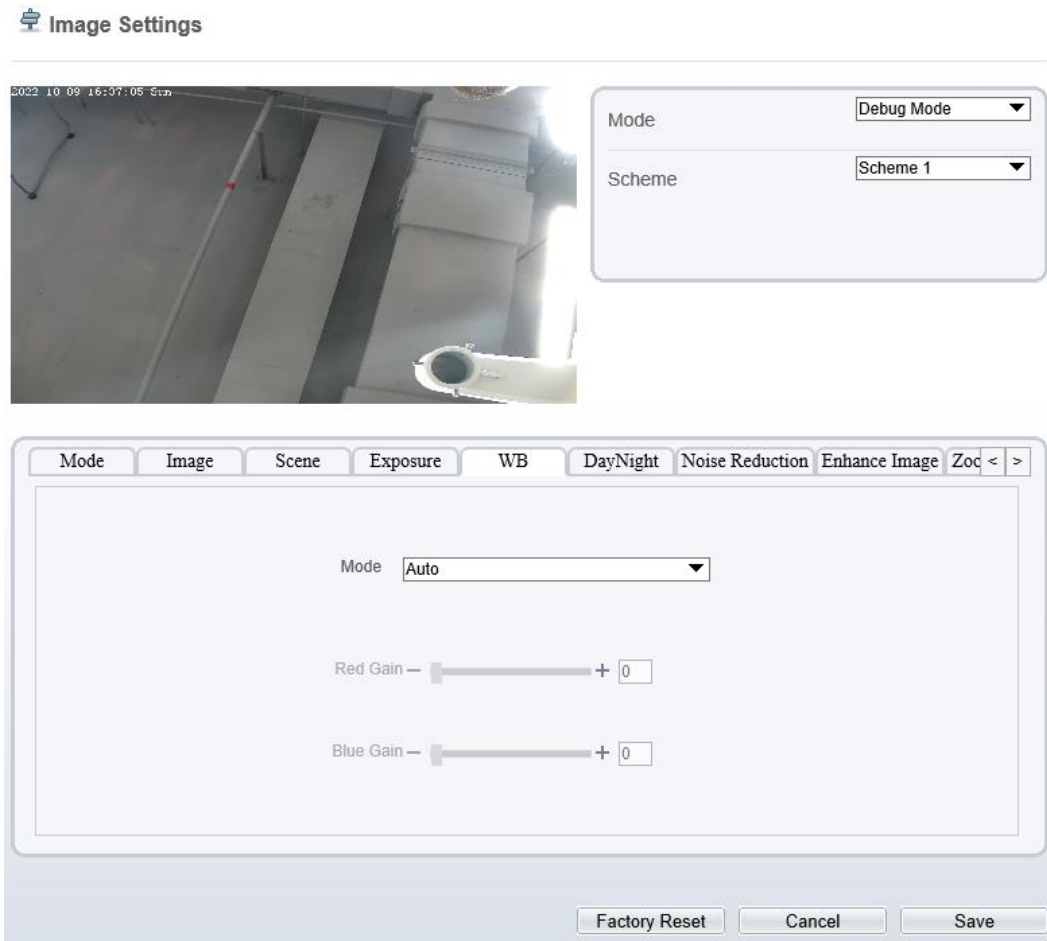 Image Settings
2022 10 09 16:37:05 Sun
Mode Debug Mode
Scheme Scheme 1
Mode Image Scene Exposure WB DayNight Noise Reduction Enhance Image Zoo < >
Mode Auto
Red Gain − + 0
Blue Gain − + 0
Factory Reset Cancel Save